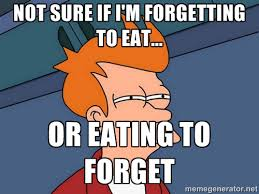 NOT SURE IF I'M FORGETTING
TO EAT...
OR EATING TO
FORGET
memegenerator.net